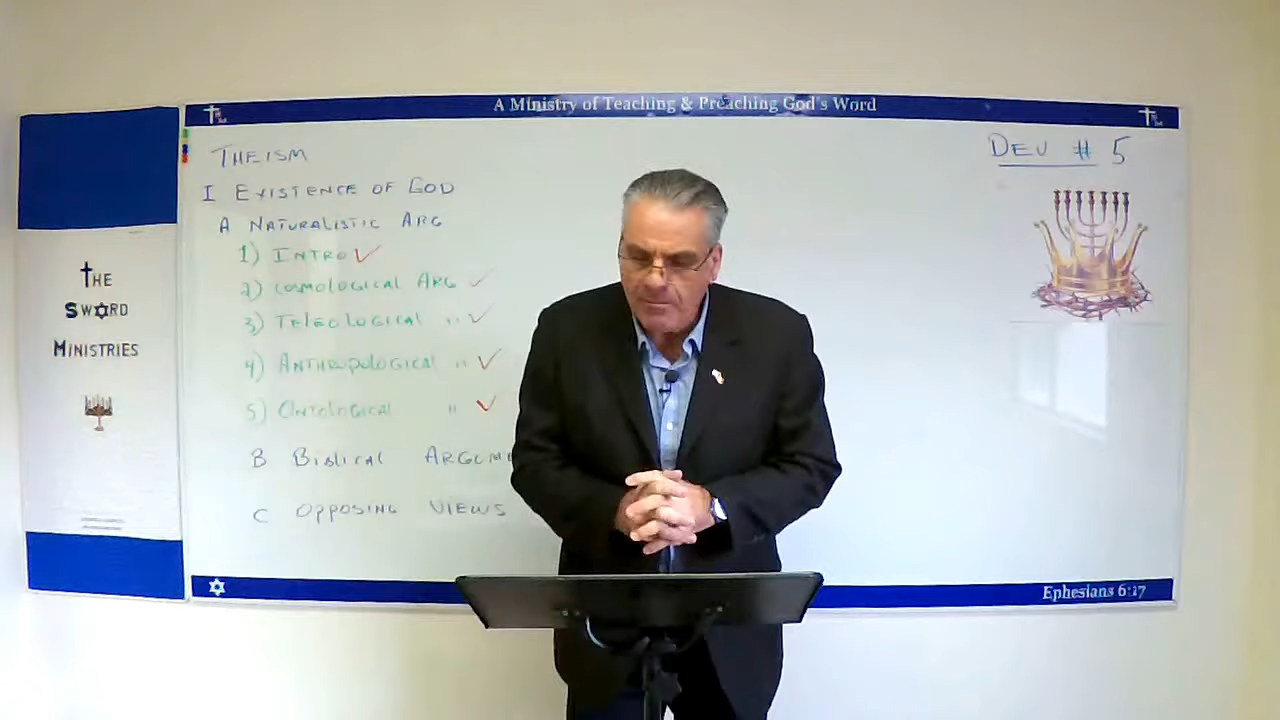 A Ministry of Teaching & Preaching God's Word
THEISM
I EXISTENCE OF GOD
A NATURALISTIC ARG
1) INTRO ✓
2) COSMOLOGICAL ARG ✓
3) TELEOLOGICAL " ✓
4) ANTHROPOLOGICAL " ✓
5) ONTOLOGICAL " ✓
B BIBLICAL ARGUM
C OPPOSING VIEWS
DEV # 5
THE
SWORD
MINISTRIES
Ephesians 6:17